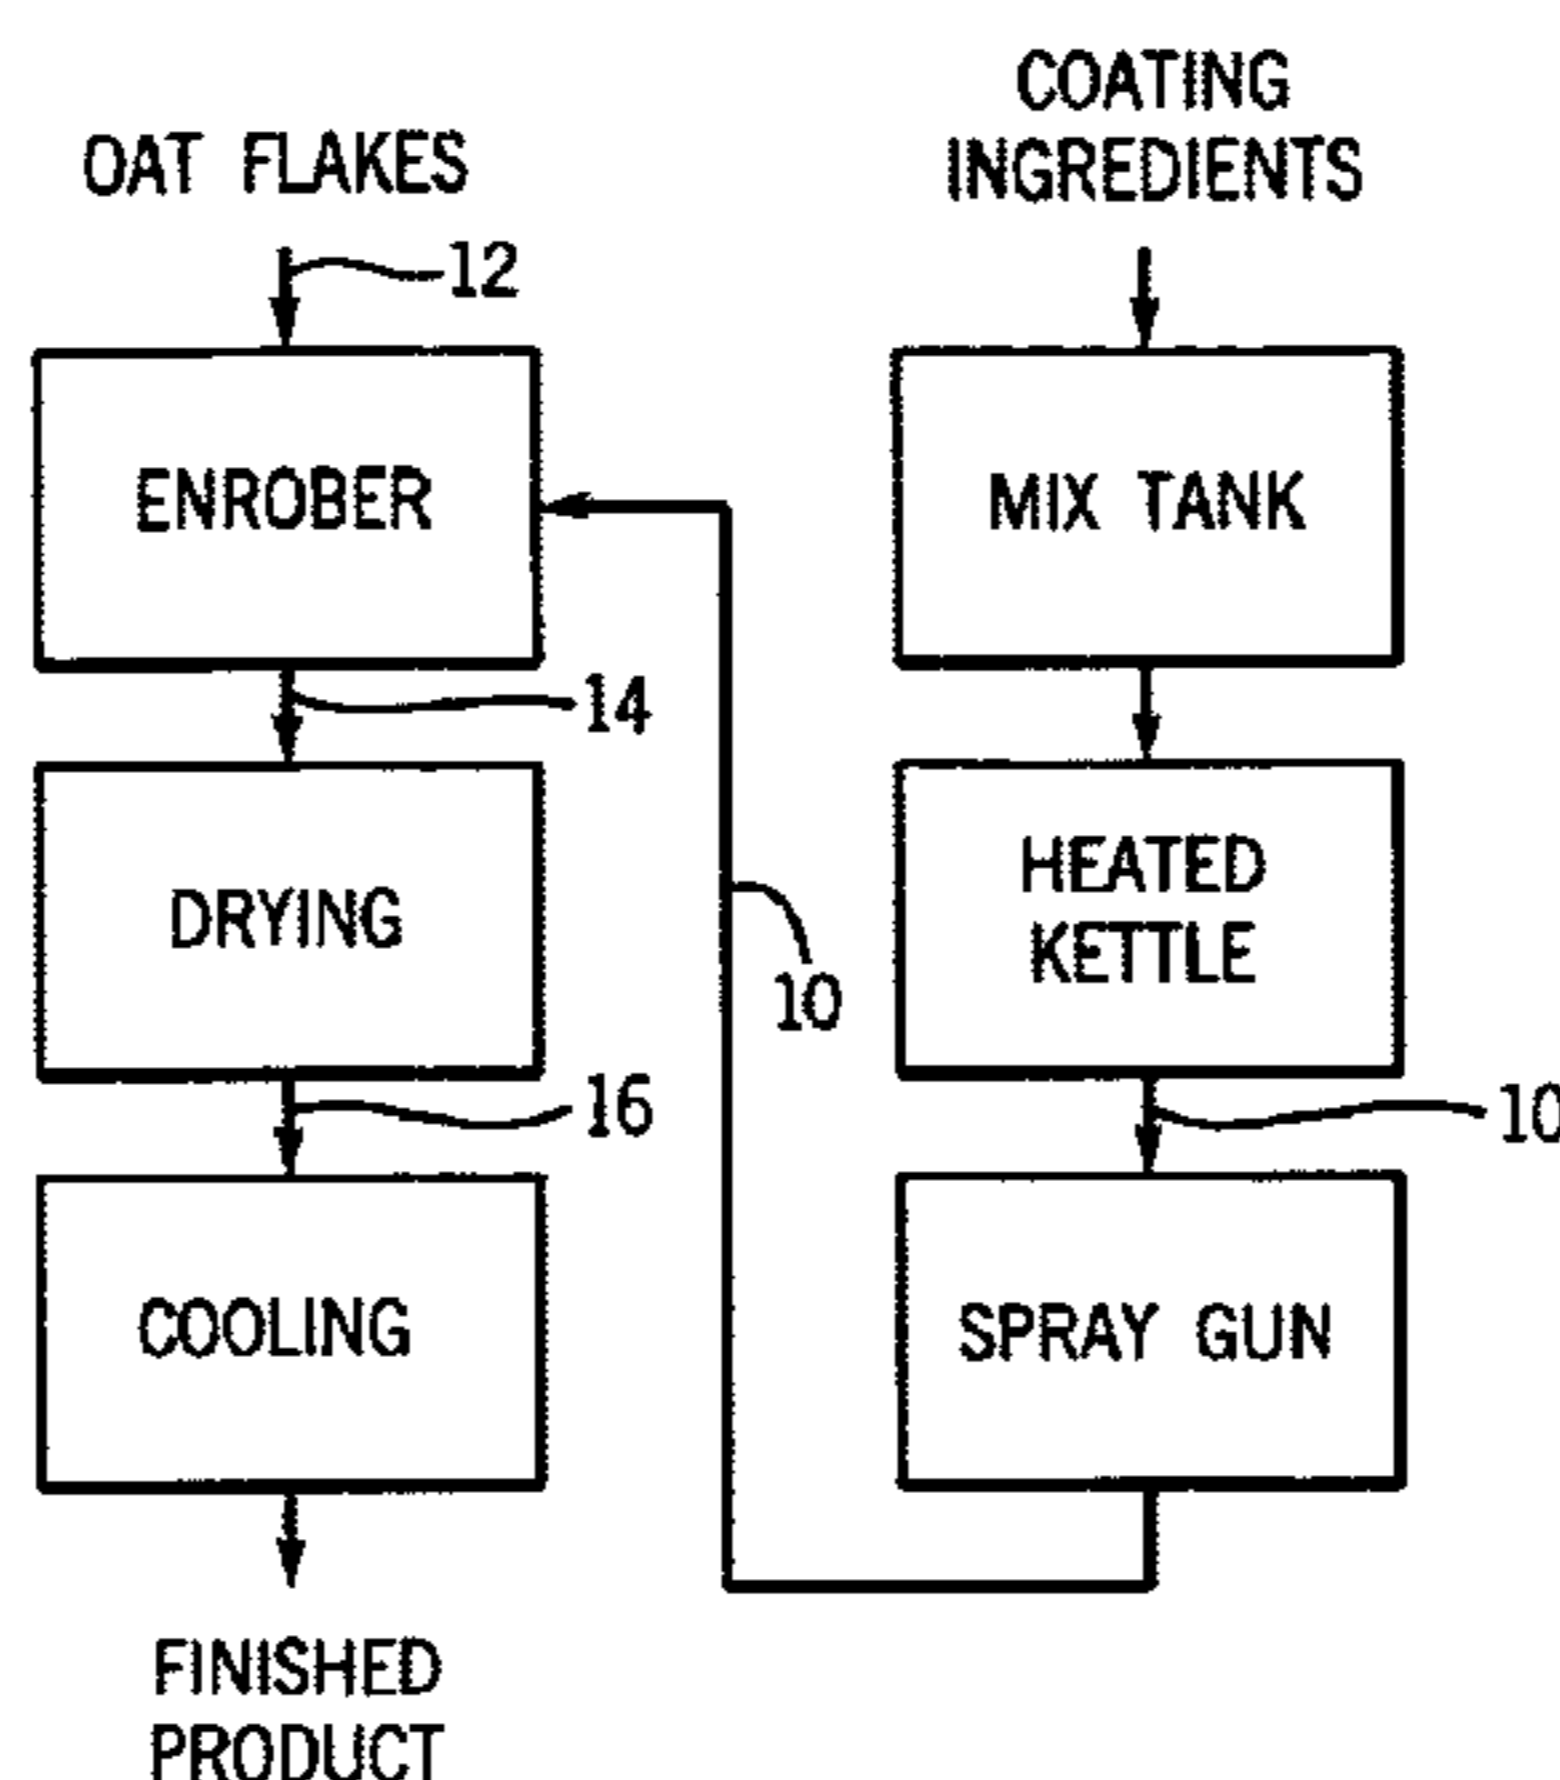 OAT FLAKES
12
ENROBER
14
DRYING
16
COOLING
FINISHED
PRODUCT
COATING
INGREDIENTS
MIX TANK
HEATED
KETTLE
10
10
SPRAY GUN